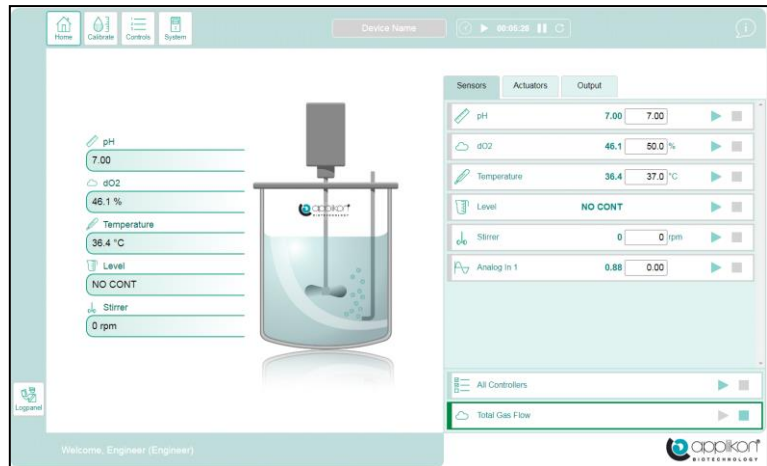 Home
Calibrate
Controls
System
Device Name
00:00:28
i
Sensors
Actuators
Output
pH
7.00
dO2
46.1 %
Temperature
36.4 °C
Level
NO CONT
Stirrer
0 rpm
applikon
BIOTECHNOLOGY
pH 7.00 7.00
dO2 46.1 50.0 %
Temperature 36.4 37.0 °C
Level NO CONT
Stirrer 0 0 rpm
Analog In 1 0.88 0.00
All Controllers
Total Gas Flow
Logpanel
Welcome, Engineer (Engineer)
applikon
BIOTECHNOLOGY